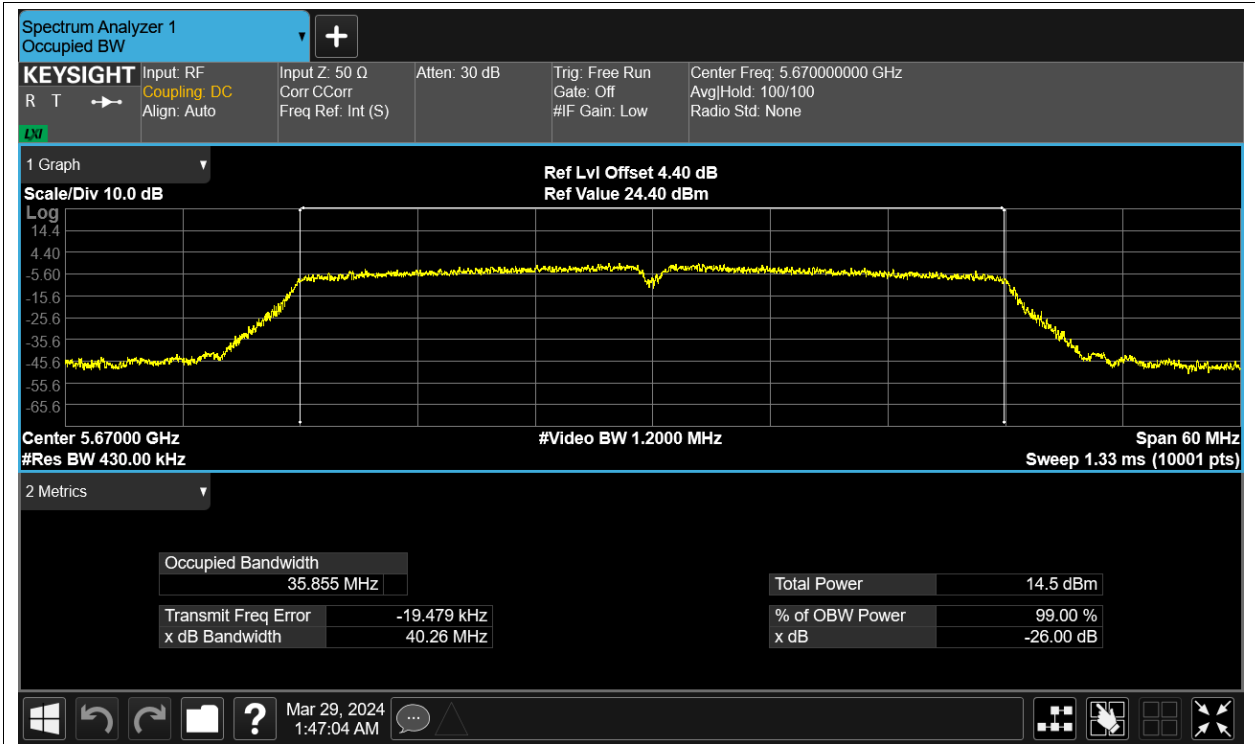 Spectrum Analyzer 1
Occupied BW
KEYSIGHT
R T
LXI
Input: RF
Coupling: DC
Align: Auto
Input Z: 50 Ω
Corr CCorr
Freq Ref: Int (S)
Atten: 30 dB
Trig: Free Run
Gate: Off
#IF Gain: Low
Center Freq: 5.670000000 GHz
Avg|Hold: 100/100
Radio Std: None
1 Graph
Scale/Div 10.0 dB
Ref Lvl Offset 4.40 dB
Ref Value 24.40 dBm
Log
14.4
4.40
-5.60
-15.6
-25.6
-35.6
-45.6
-55.6
-65.6
Center 5.67000 GHz
#Res BW 430.00 kHz
#Video BW 1.2000 MHz
Span 60 MHz
Sweep 1.33 ms (10001 pts)
2 Metrics
Occupied Bandwidth
35.855 MHz
Transmit Freq Error -19.479 kHz
x dB Bandwidth 40.26 MHz
Total Power 14.5 dBm
% of OBW Power 99.00 %
x dB -26.00 dB
?
Mar 29, 2024
1:47:04 AM